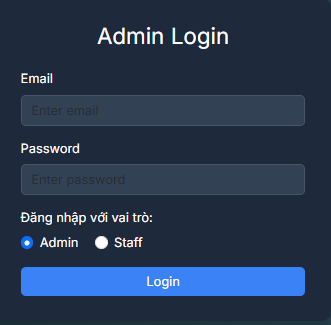 Admin Login
Email
Enter email
Password
Enter password
Đăng nhập với vai trò:
Admin Staff
Login